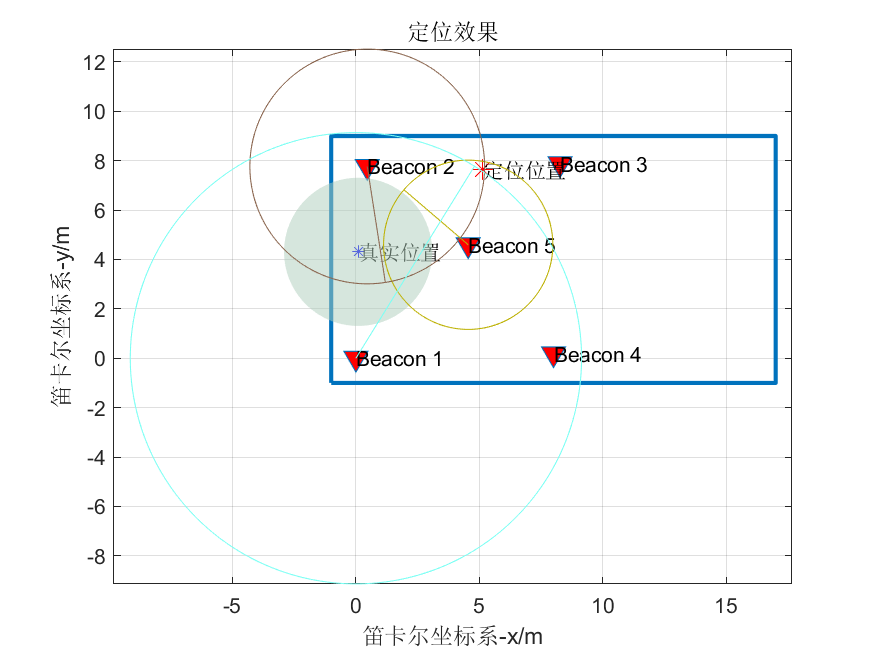 定位效果
12
10
8
6
4
2
0
-2
-4
-6
-8
笛卡尔坐标系-y/m
Beacon 2
定位位置
Beacon 3
真实位置
Beacon 5
Beacon 1
Beacon 4
-5 0 5 10 15
笛卡尔坐标系-x/m